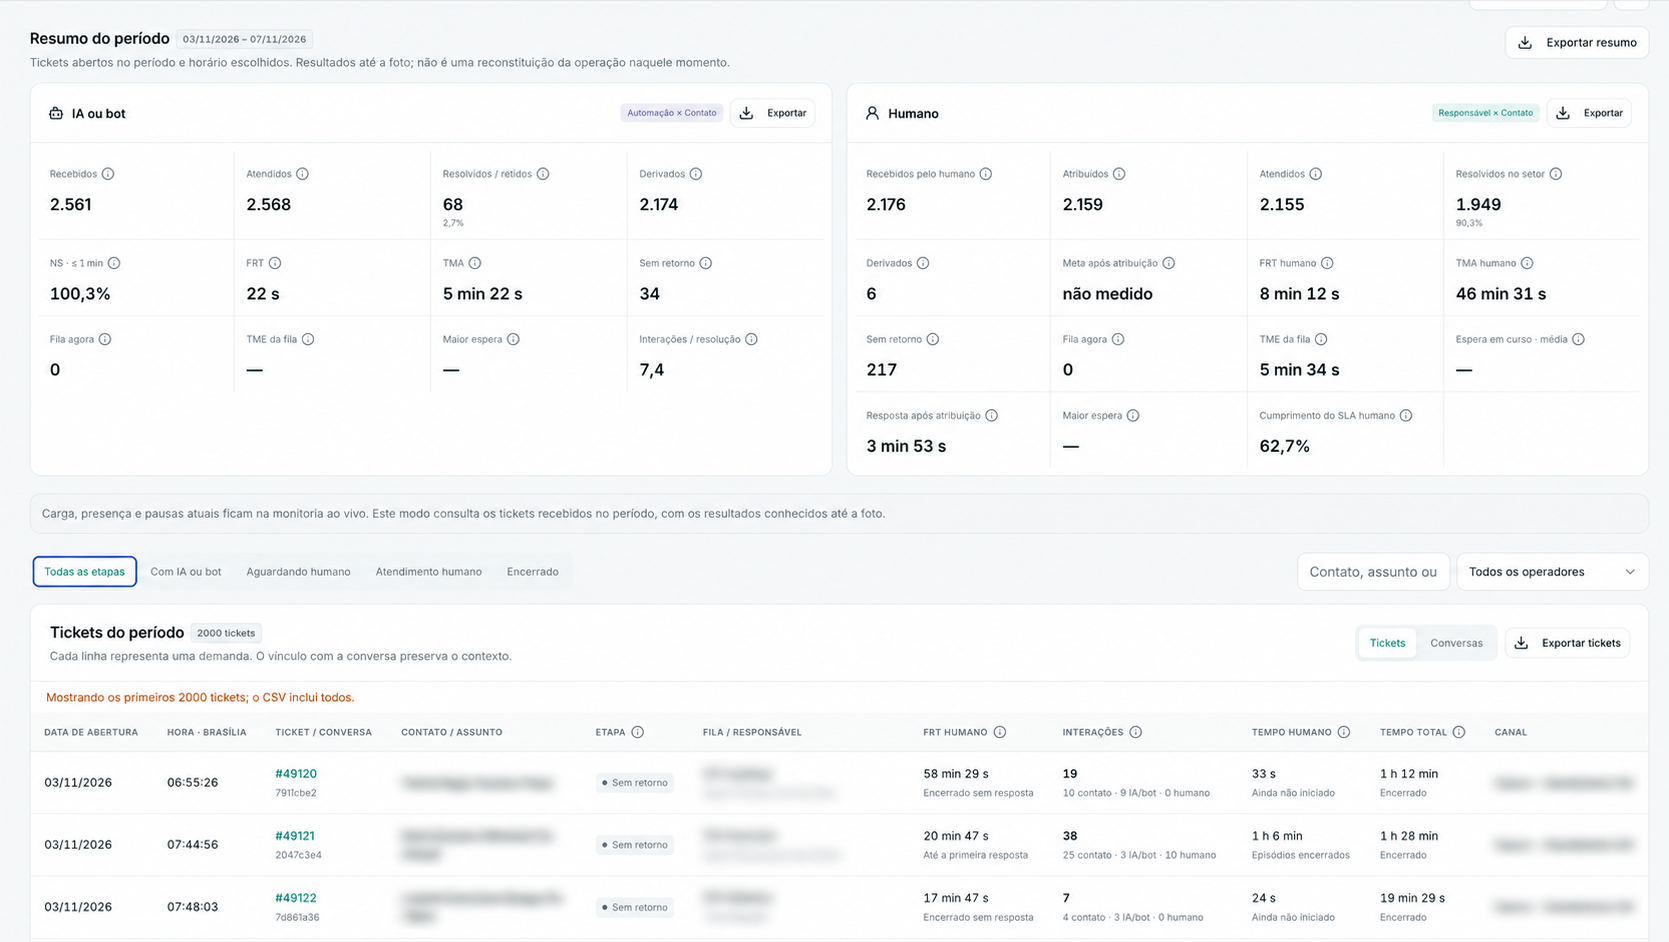 Resumo do período 03/11/2026 – 07/11/2026
Exportar resumo
Tickets abertos no período e horário escolhidos. Resultados até a foto; não é uma reconstituição da operação naquele momento.
IA ou bot
Automação × Contato
Exportar
Recebidos
2.561
Atendidos
2.568
Resolvidos / retidos
68
2,7%
Derivados
2.174
NS · ≤ 1 min
100,3%
FRT
22 s
TMA
5 min 22 s
Sem retorno
34
Fila agora
0
TME da fila
—
Maior espera
—
Interações / resolução
7,4
Humano
Responsável × Contato
Exportar
Recebidos pelo humano
2.176
Atribuídos
2.159
Atendidos
2.155
Resolvidos no setor
1.949
90,3%
Derivados
6
Meta após atribuição
não medido
FRT humano
8 min 12 s
TMA humano
46 min 31 s
Sem retorno
217
Fila agora
0
TME da fila
5 min 34 s
Espera em curso · média
—
Resposta após atribuição
3 min 53 s
Maior espera
—
Cumprimento do SLA humano
62,7%
Carga, presença e pausas atuais ficam na monitoria ao vivo. Este modo consulta os tickets recebidos no período, com os resultados conhecidos até a foto.
Todas as etapas Com IA ou bot Aguardando humano Atendimento humano Encerrado
Contato, assunto ou
Todos os operadores
Tickets do período 2000 tickets
Cada linha representa uma demanda. O vínculo com a conversa preserva o contexto.
Tickets Conversas
Exportar tickets
Mostrando os primeiros 2000 tickets; o CSV inclui todos.
DATA DE ABERTURA HORA · BRASÍLIA TICKET / CONVERSA CONTATO / ASSUNTO ETAPA FILA / RESPONSÁVEL FRT HUMANO INTERAÇÕES TEMPO HUMANO TEMPO TOTAL CANAL
03/11/2026 06:55:26 #49120 Sem retorno 58 min 29 s 19 33 s 1 h 12 min
7911cbe2 Encerrado sem resposta 10 contato · 9 IA/bot · 0 humano Ainda não iniciado Encerrado
03/11/2026 07:44:56 #49121 Sem retorno 20 min 47 s 38 1 h 6 min 1 h 28 min
2047c3e4 Até a primeira resposta 25 contato · 3 IA/bot · 10 humano Episódios encerrados Encerrado
03/11/2026 07:48:03 #49122 Sem retorno 17 min 47 s 7 24 s 19 min 29 s
7d861a36 Encerrado sem resposta 4 contato · 3 IA/bot · 0 humano Ainda não iniciado Encerrado